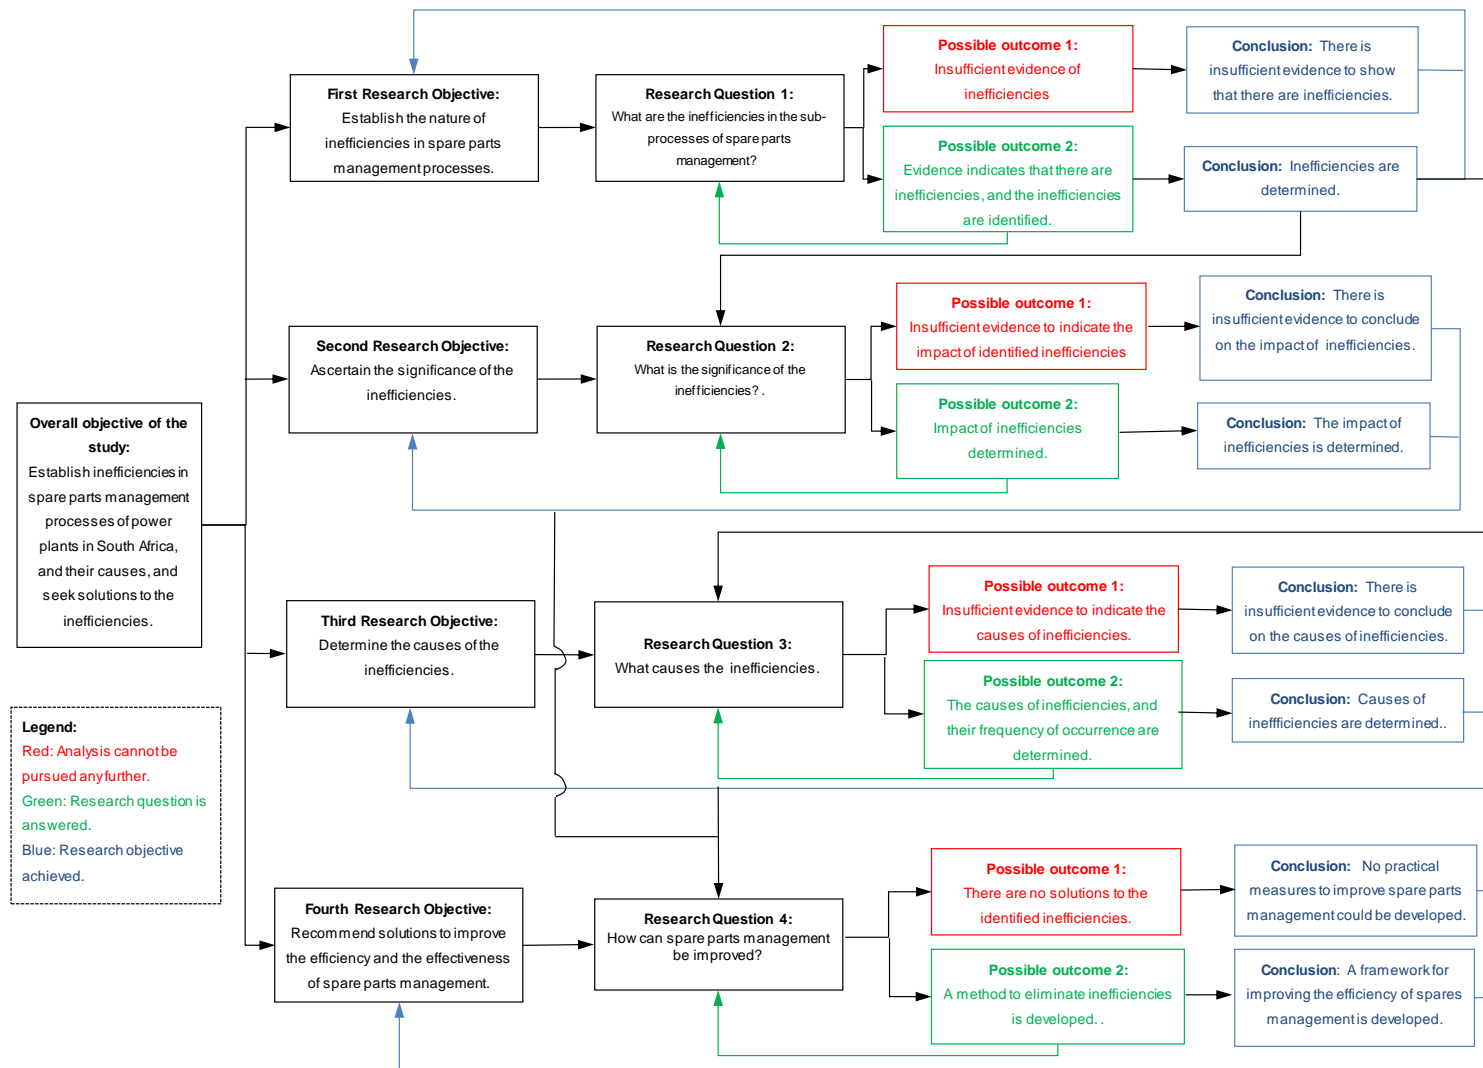 Overall objective of the
study:
Establish inefficiencies in
spare parts management
processes of power
plants in South Africa,
and their causes, and
seek solutions to the
inefficiencies.
Legend:
Red: Analysis cannot be
pursued any further.
Green: Research question is
answered.
Blue: Research objective
achieved.
First Research Objective:
Establish the nature of
inefficiencies in spare parts
management processes.
Research Question 1:
What are the inefficiencies in the sub-
processes of spare parts
management?
Possible outcome 1:
Insufficient evidence of
inefficiencies
Conclusion: There is
insufficient evidence to show
that there are inefficiencies.
Possible outcome 2:
Evidence indicates that there are
inefficiencies, and the inefficiencies
are identified.
Conclusion: Inefficiencies are
determined.
Second Research Objective:
Ascertain the significance of the
inefficiencies.
Research Question 2:
What is the significance of the
inefficiencies? .
Possible outcome 1:
Insufficient evidence to indicate the
impact of identified inefficiencies
Conclusion: There is
insufficient evidence to conclude
on the impact of inefficiencies.
Possible outcome 2:
Impact of inefficiencies
determined.
Conclusion: The impact of
inefficiencies is determined.
Third Research Objective:
Determine the causes of the
inefficiencies.
Research Question 3:
What causes the inefficiencies.
Possible outcome 1:
Insufficient evidence to indicate the
causes of inefficiencies.
Conclusion: There is
insufficient evidence to conclude
on the causes of inefficiencies.
Possible outcome 2:
The causes of inefficiencies, and
their frequency of occurrence are
determined.
Conclusion: Causes of
ineffficiencies are determined..
Fourth Research Objective:
Recommend solutions to improve
the efficiency and the effectiveness
of spare parts management.
Research Question 4:
How can spare parts management
be improved?
Possible outcome 1:
There are no solutions to the
identified inefficiencies.
Conclusion: No practical
measures to improve spare parts
management could be developed.
Possible outcome 2:
A method to eliminate inefficiencies
is developed. .
Conclusion: A framework for
improving the efficiency of spares
management is developed.